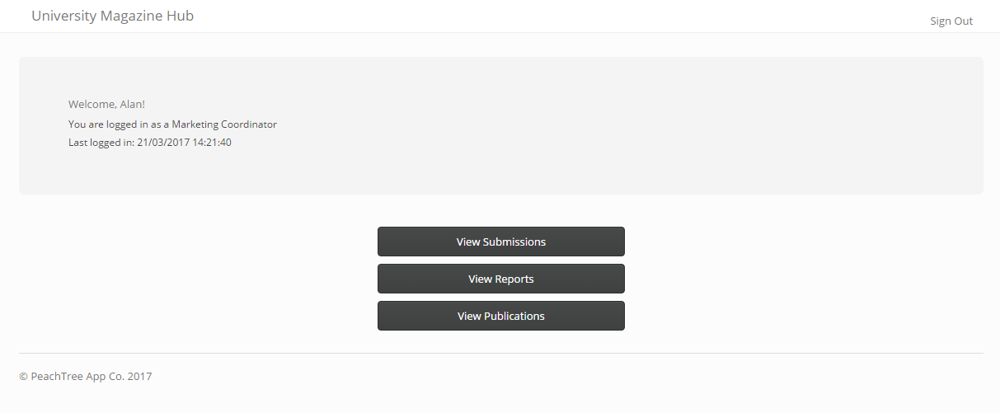 University Magazine Hub
Sign Out
Welcome, Alan!
You are logged in as a Marketing Coordinator
Last logged in: 21/03/2017 14:21:40
View Submissions
View Reports
View Publications
© PeachTree App Co. 2017